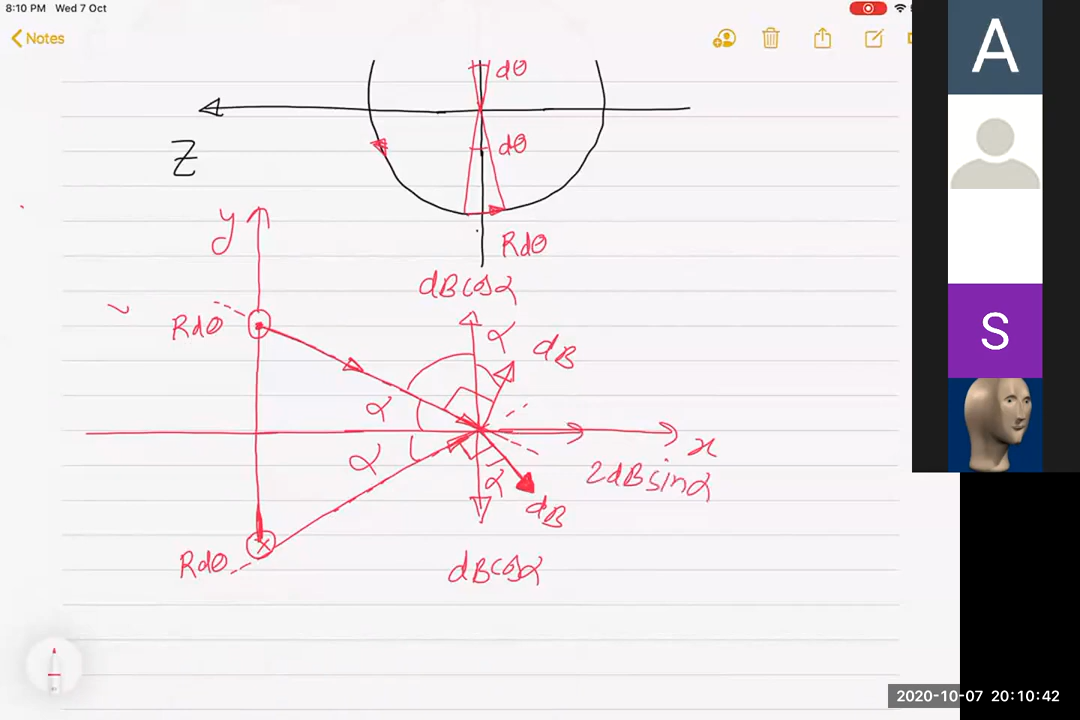 8:10 PM Wed 7 Oct
Notes
A
dθ
dθ
Z
y
Rdθ
dBcosα
S
Rdθ
α
dB
α
x
α
2dBsinα
α
dB
Rdθ
dBcosα
2020-10-07 20:10:42